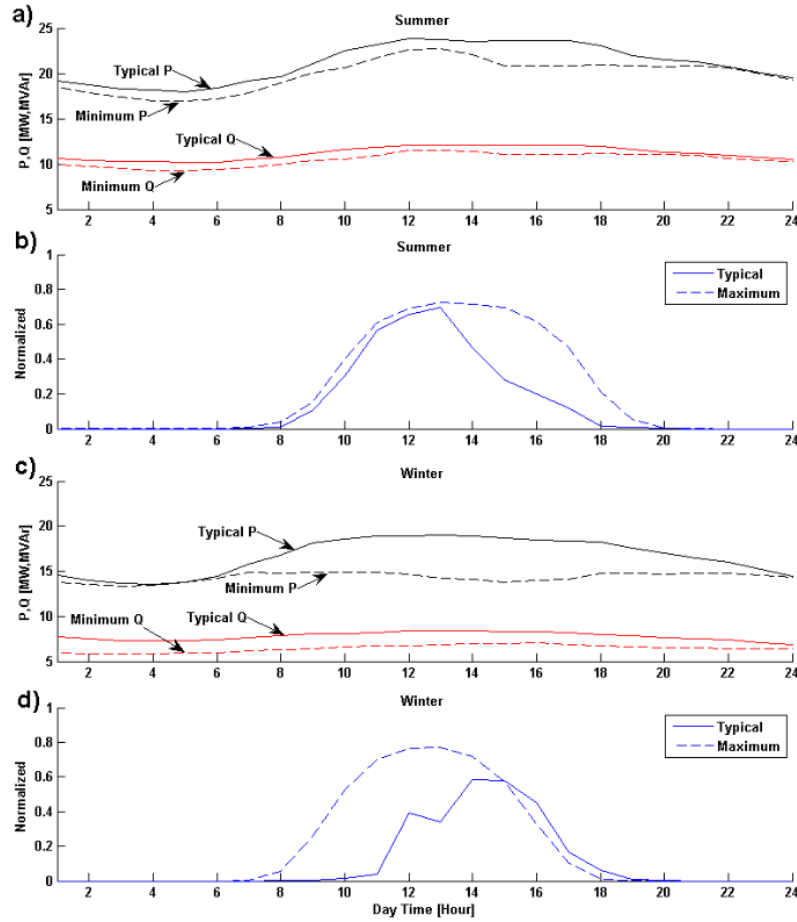 a)
Summer
25
20
15
10
5
P,Q [MW,MVAr]
Typical P
Minimum P
Typical Q
Minimum Q
2 4 6 8 10 12 14 16 18 20 22 24
b)
Summer
1
0.8
0.6
0.4
0.2
0
Normalized
Typical
Maximum
2 4 6 8 10 12 14 16 18 20 22 24
c)
Winter
25
20
15
10
5
P,Q [MW,MVAr]
Typical P
Minimum P
Minimum Q
Typical Q
2 4 6 8 10 12 14 16 18 20 22 24
d)
Winter
1
0.8
0.6
0.4
0.2
0
Normalized
Typical
Maximum
2 4 6 8 10 12 14 16 18 20 22 24
Day Time [Hour]